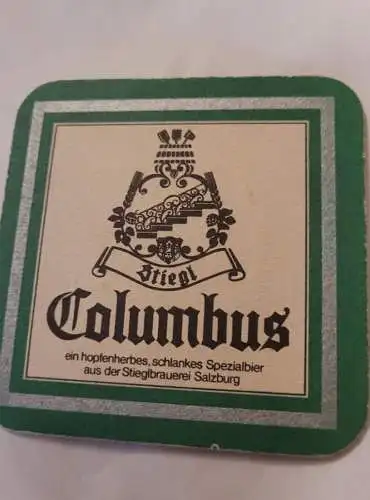 Stiegl
Columbus
ein hopfenherbes, schlankes Spezialbier
aus der Stieglbrauerei Salzburg